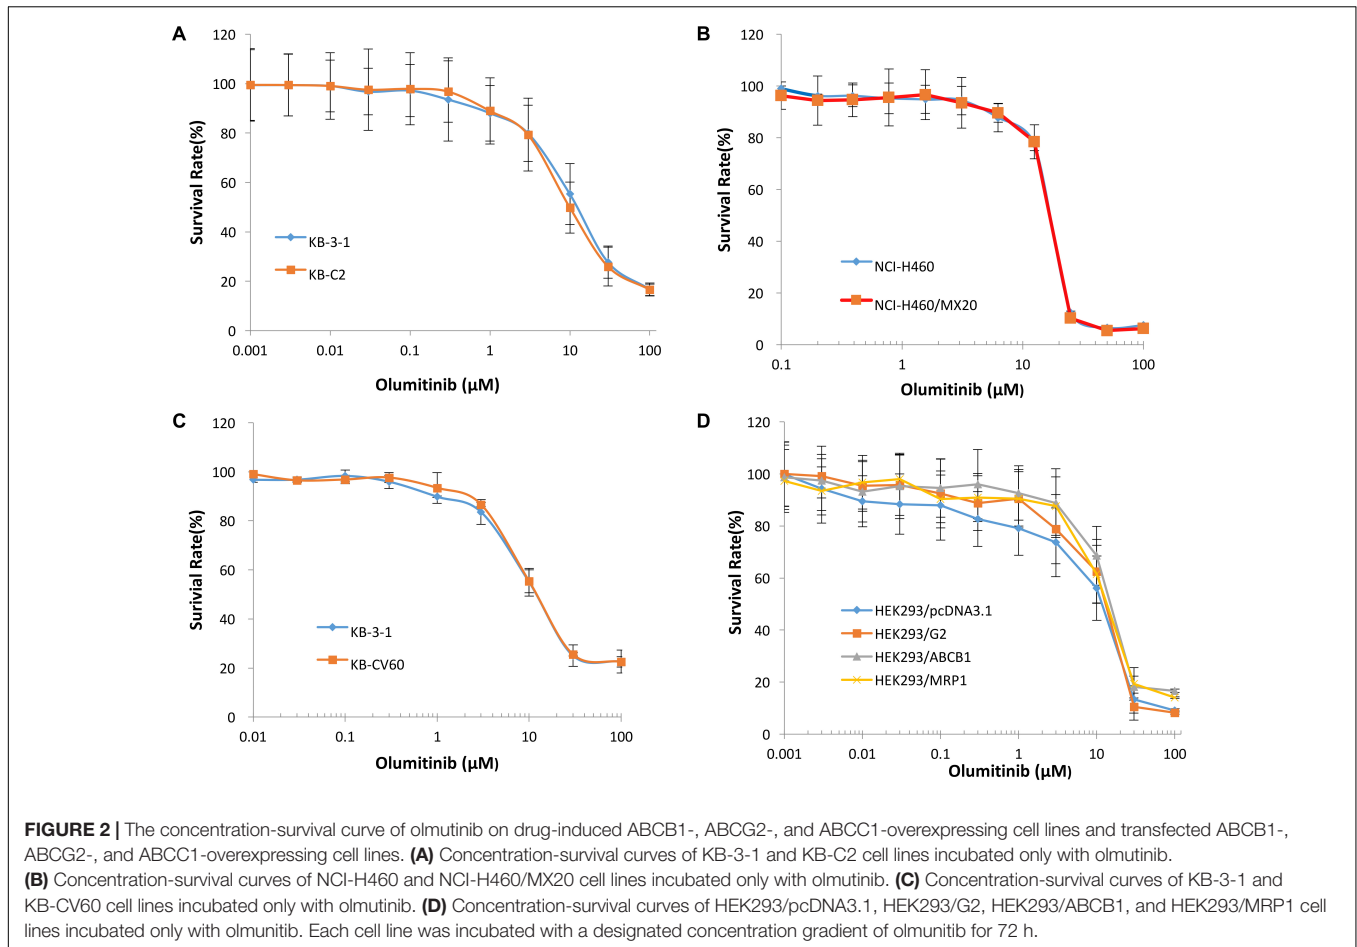 A
120
100
80
60
40
20
0
Survival Rate(%)
KB-3-1
KB-C2
0.001 0.01 0.1 1 10 100
Olumitinib (μM)
B
120
100
80
60
40
20
0
Survival Rate(%)
NCI-H460
NCI-H460/MX20
0.1 1 10 100
Olumitinib (μM)
C
120
100
80
60
40
20
0
Surivial Rate(%)
KB-3-1
KB-CV60
0.01 0.1 1 10 100
Olumitinib (μM)
D
120
100
80
60
40
20
0
Survival Rate(%)
HEK293/pcDNA3.1
HEK293/G2
HEK293/ABCB1
HEK293/MRP1
0.001 0.01 0.1 1 10 100
Olumitinib (μM)
FIGURE 2 | The concentration-survival curve of olmutinib on drug-induced ABCB1-, ABCG2-, and ABCC1-overexpressing cell lines and transfected ABCB1-,
ABCG2-, and ABCC1-overexpressing cell lines. (A) Concentration-survival curves of KB-3-1 and KB-C2 cell lines incubated only with olmutinib.
(B) Concentration-survival curves of NCI-H460 and NCI-H460/MX20 cell lines incubated only with olmutinib. (C) Concentration-survival curves of KB-3-1 and
KB-CV60 cell lines incubated only with olmutinib. (D) Concentration-survival curves of HEK293/pcDNA3.1, HEK293/G2, HEK293/ABCB1, and HEK293/MRP1 cell
lines incubated only with olmunitib. Each cell line was incubated with a designated concentration gradient of olmunitib for 72 h.